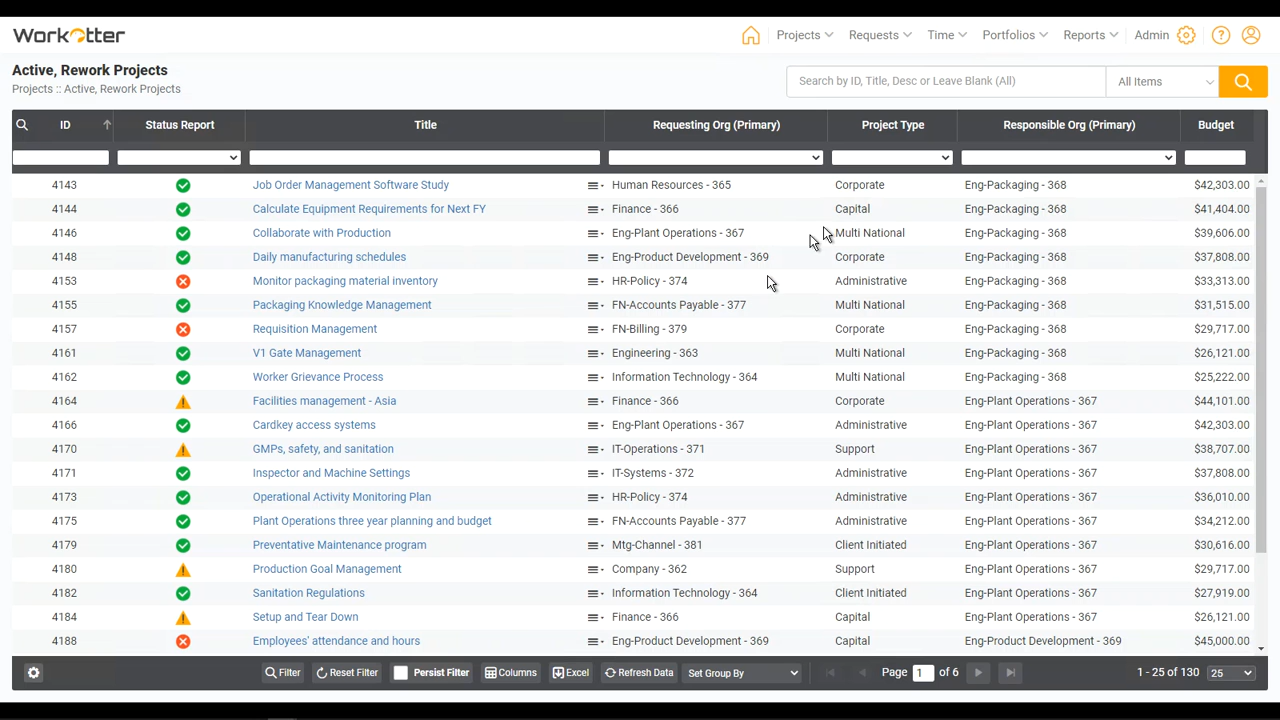 Workotter
Projects Requests Time Portfolios Reports Admin ?
Active, Rework Projects
Projects :: Active, Rework Projects
Search by ID, Title, Desc or Leave Blank (All) All Items
ID Status Report Title Requesting Org (Primary) Project Type Responsible Org (Primary) Budget
4143 Job Order Management Software Study Human Resources - 365 Corporate Eng-Packaging - 368 $42,303.00
4144 Calculate Equipment Requirements for Next FY Finance - 366 Capital Eng-Packaging - 368 $41,404.00
4146 Collaborate with Production Eng-Plant Operations - 367 Multi National Eng-Packaging - 368 $39,606.00
4148 Daily manufacturing schedules Eng-Product Development - 369 Corporate Eng-Packaging - 368 $37,808.00
4153 Monitor packaging material inventory HR-Policy - 374 Administrative Eng-Packaging - 368 $33,313.00
4155 Packaging Knowledge Management FN-Accounts Payable - 377 Multi National Eng-Packaging - 368 $31,515.00
4157 Requisition Management FN-Billing - 379 Corporate Eng-Packaging - 368 $29,717.00
4161 V1 Gate Management Engineering - 363 Multi National Eng-Packaging - 368 $26,121.00
4162 Worker Grievance Process Information Technology - 364 Multi National Eng-Packaging - 368 $25,222.00
4164 Facilities management - Asia Finance - 366 Corporate Eng-Plant Operations - 367 $44,101.00
4166 Cardkey access systems Eng-Plant Operations - 367 Administrative Eng-Plant Operations - 367 $42,303.00
4170 GMPs, safety, and sanitation IT-Operations - 371 Support Eng-Plant Operations - 367 $38,707.00
4171 Inspector and Machine Settings IT-Systems - 372 Administrative Eng-Plant Operations - 367 $37,808.00
4173 Operational Activity Monitoring Plan HR-Policy - 374 Administrative Eng-Plant Operations - 367 $36,010.00
4175 Plant Operations three year planning and budget FN-Accounts Payable - 377 Administrative Eng-Plant Operations - 367 $34,212.00
4179 Preventative Maintenance program Mtg-Channel - 381 Client Initiated Eng-Plant Operations - 367 $30,616.00
4180 Production Goal Management Company - 362 Support Eng-Plant Operations - 367 $29,717.00
4182 Sanitation Regulations Information Technology - 364 Client Initiated Eng-Plant Operations - 367 $27,919.00
4184 Setup and Tear Down Finance - 366 Capital Eng-Plant Operations - 367 $26,121.00
4188 Employees' attendance and hours Eng-Product Development - 369 Capital Eng-Product Development - 369 $45,000.00
Filter Reset Filter Persist Filter Columns Excel Refresh Data Set Group By Page 1 of 6 1 - 25 of 130 25